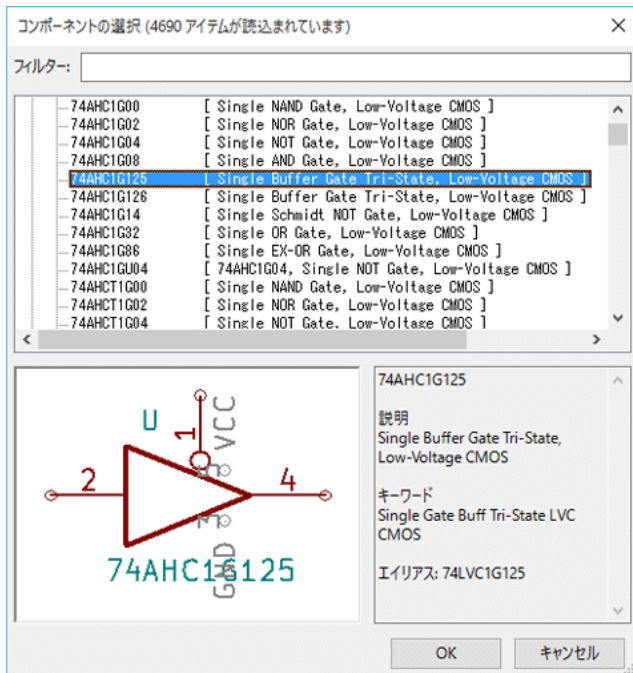 コンポーネントの選択 (4690 アイテムが読込まれています)
フィルター:
74AHC1G00 [ Single NAND Gate, Low-Voltage CMOS ]
74AHC1G02 [ Single NOR Gate, Low-Voltage CMOS ]
74AHC1G04 [ Single NOT Gate, Low-Voltage CMOS ]
74AHC1G08 [ Single AND Gate, Low-Voltage CMOS ]
74AHC1G125 [ Single Buffer Gate Tri-State, Low-Voltage CMOS ]
74AHC1G126 [ Single Buffer Gate Tri-State, Low-Voltage CMOS ]
74AHC1G14 [ Single Schmidt NOT Gate, Low-Voltage CMOS ]
74AHC1G32 [ Single OR Gate, Low-Voltage CMOS ]
74AHC1G86 [ Single EX-OR Gate, Low-Voltage CMOS ]
74AHC1GU04 [ 74AHC1G04, Single NOT Gate, Low-Voltage CMOS ]
74AHCT1G00 [ Single NAND Gate, Low-Voltage CMOS ]
74AHCT1G02 [ Single NOR Gate, Low-Voltage CMOS ]
74AHCT1G04 [ Single NOT Gate, Low-Voltage CMOS ]
U
1
VCC
5
2
4
3
GND
74AHC1G125
74AHC1G125
説明
Single Buffer Gate Tri-State,
Low-Voltage CMOS
キーワード
Single Gate Buff Tri-State LVC
CMOS
エイリアス: 74LVC1G125
OK
キャンセル